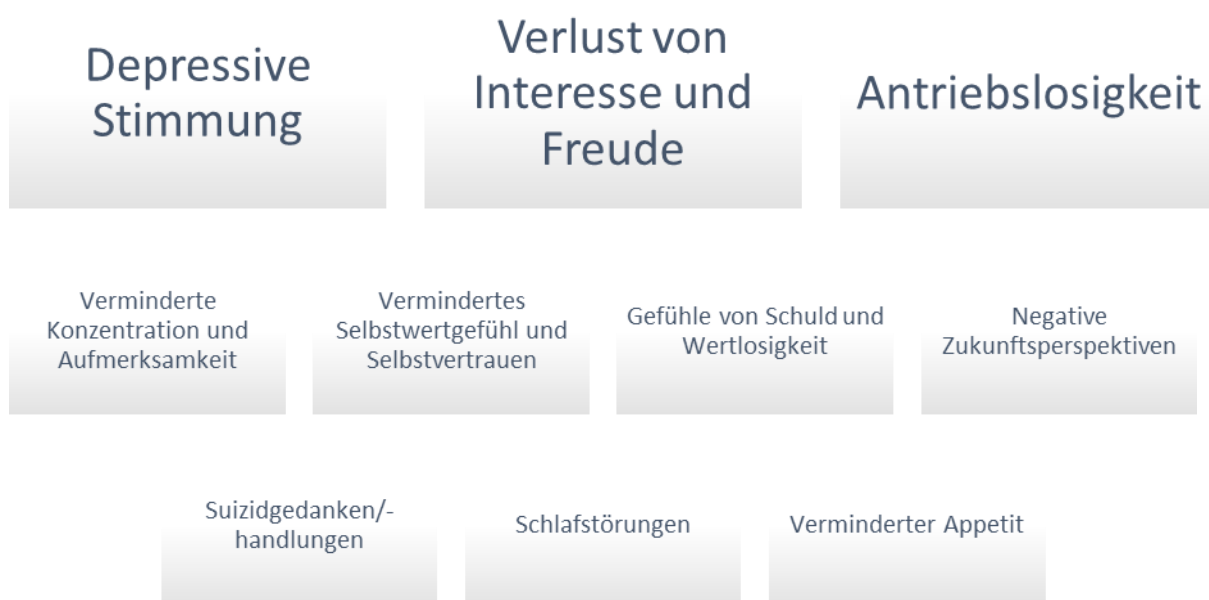 Depressive
Stimmung
Verlust von
Interesse und
Freude
Antriebslosigkeit
Verminderte
Konzentration und
Aufmerksamkeit
Vermindertes
Selbstwertgefühl und
Selbstvertrauen
Gefühle von Schuld und
Wertlosigkeit
Negative
Zukunftsperspektiven
Suizidgedanken/-
handlungen
Schlafstörungen
Verminderter Appetit